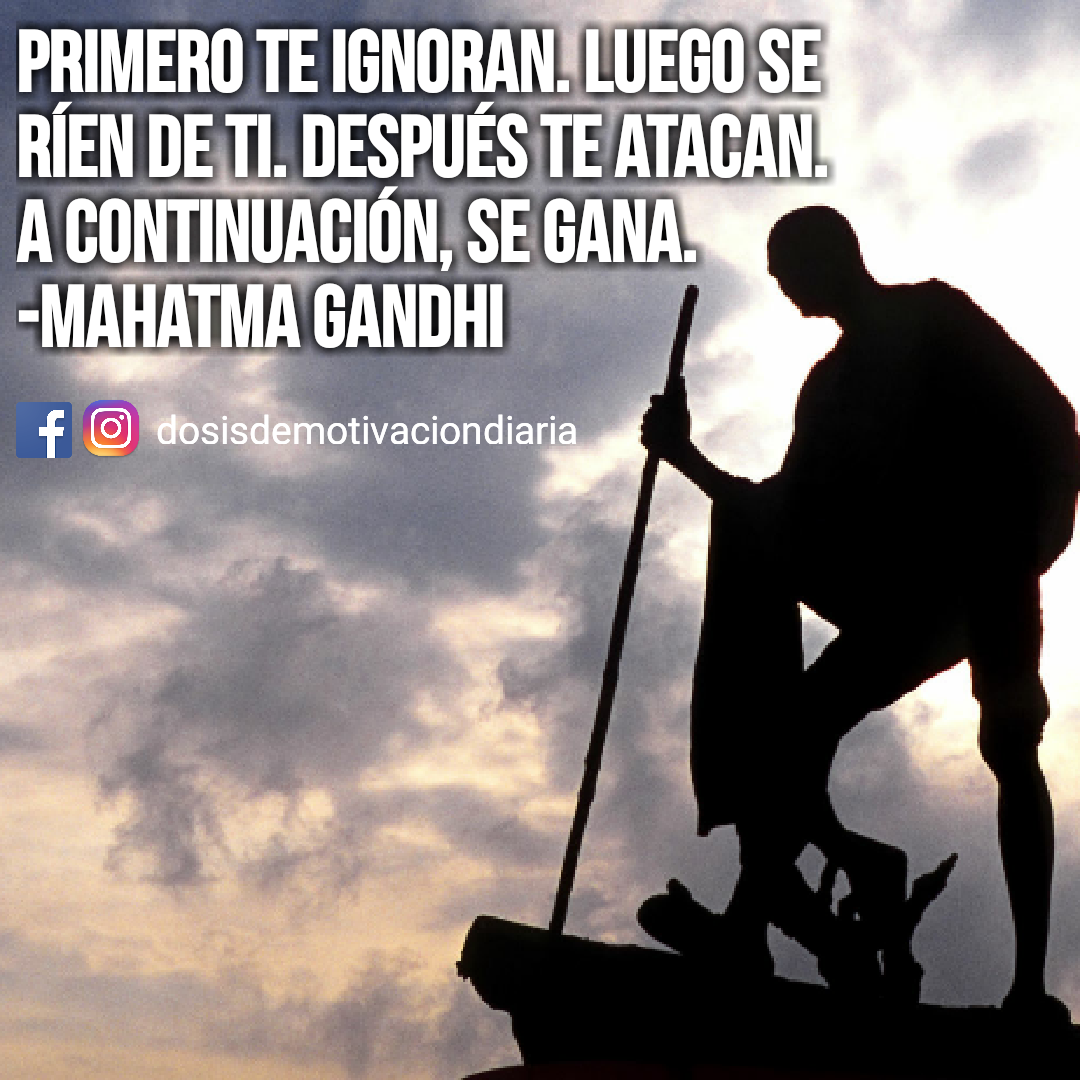 PRIMERO TE IGNORAN. LUEGO SE
RÍEN DE TI. DESPUÉS TE ATACAN.
A CONTINUACIÓN, SE GANA.
-MAHATMA GANDHI
dosisdemotivaciondiaria